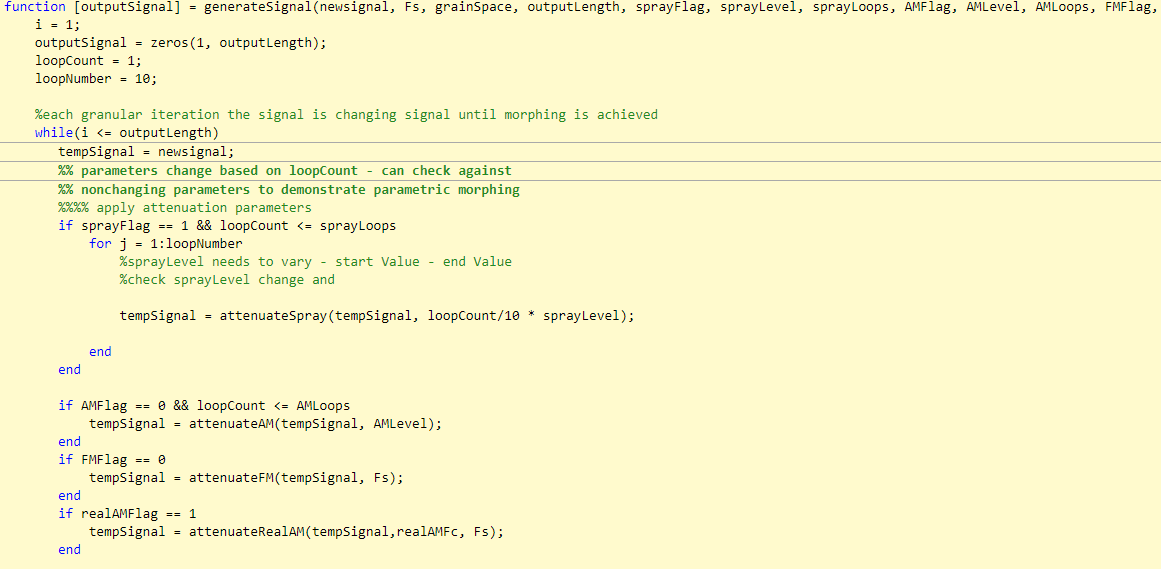 function [outputSignal] = generateSignal(newsignal, Fs, grainSpace, outputLength, sprayFlag, sprayLevel, sprayLoops, AMFlag, AMLevel, AMLoops, FMFlag,
i = 1;
outputSignal = zeros(1, outputLength);
loopCount = 1;
loopNumber = 10;
%each granular iteration the signal is changing signal until morphing is achieved
while(i <= outputLength)
tempSignal = newsignal;
%% parameters change based on loopCount - can check against
%% nonchanging parameters to demonstrate parametric morphing
%%%% apply attenuation parameters
if sprayFlag == 1 && loopCount <= sprayLoops
for j = 1:loopNumber
%sprayLevel needs to vary - start Value - end Value
%check sprayLevel change and
tempSignal = attenuateSpray(tempSignal, loopCount/10 * sprayLevel);
end
end
if AMFlag == 0 && loopCount <= AMLoops
tempSignal = attenuateAM(tempSignal, AMLevel);
end
if FMFlag == 0
tempSignal = attenuateFM(tempSignal, Fs);
end
if realAMFlag == 1
tempSignal = attenuateRealAM(tempSignal,realAMFc, Fs);
end